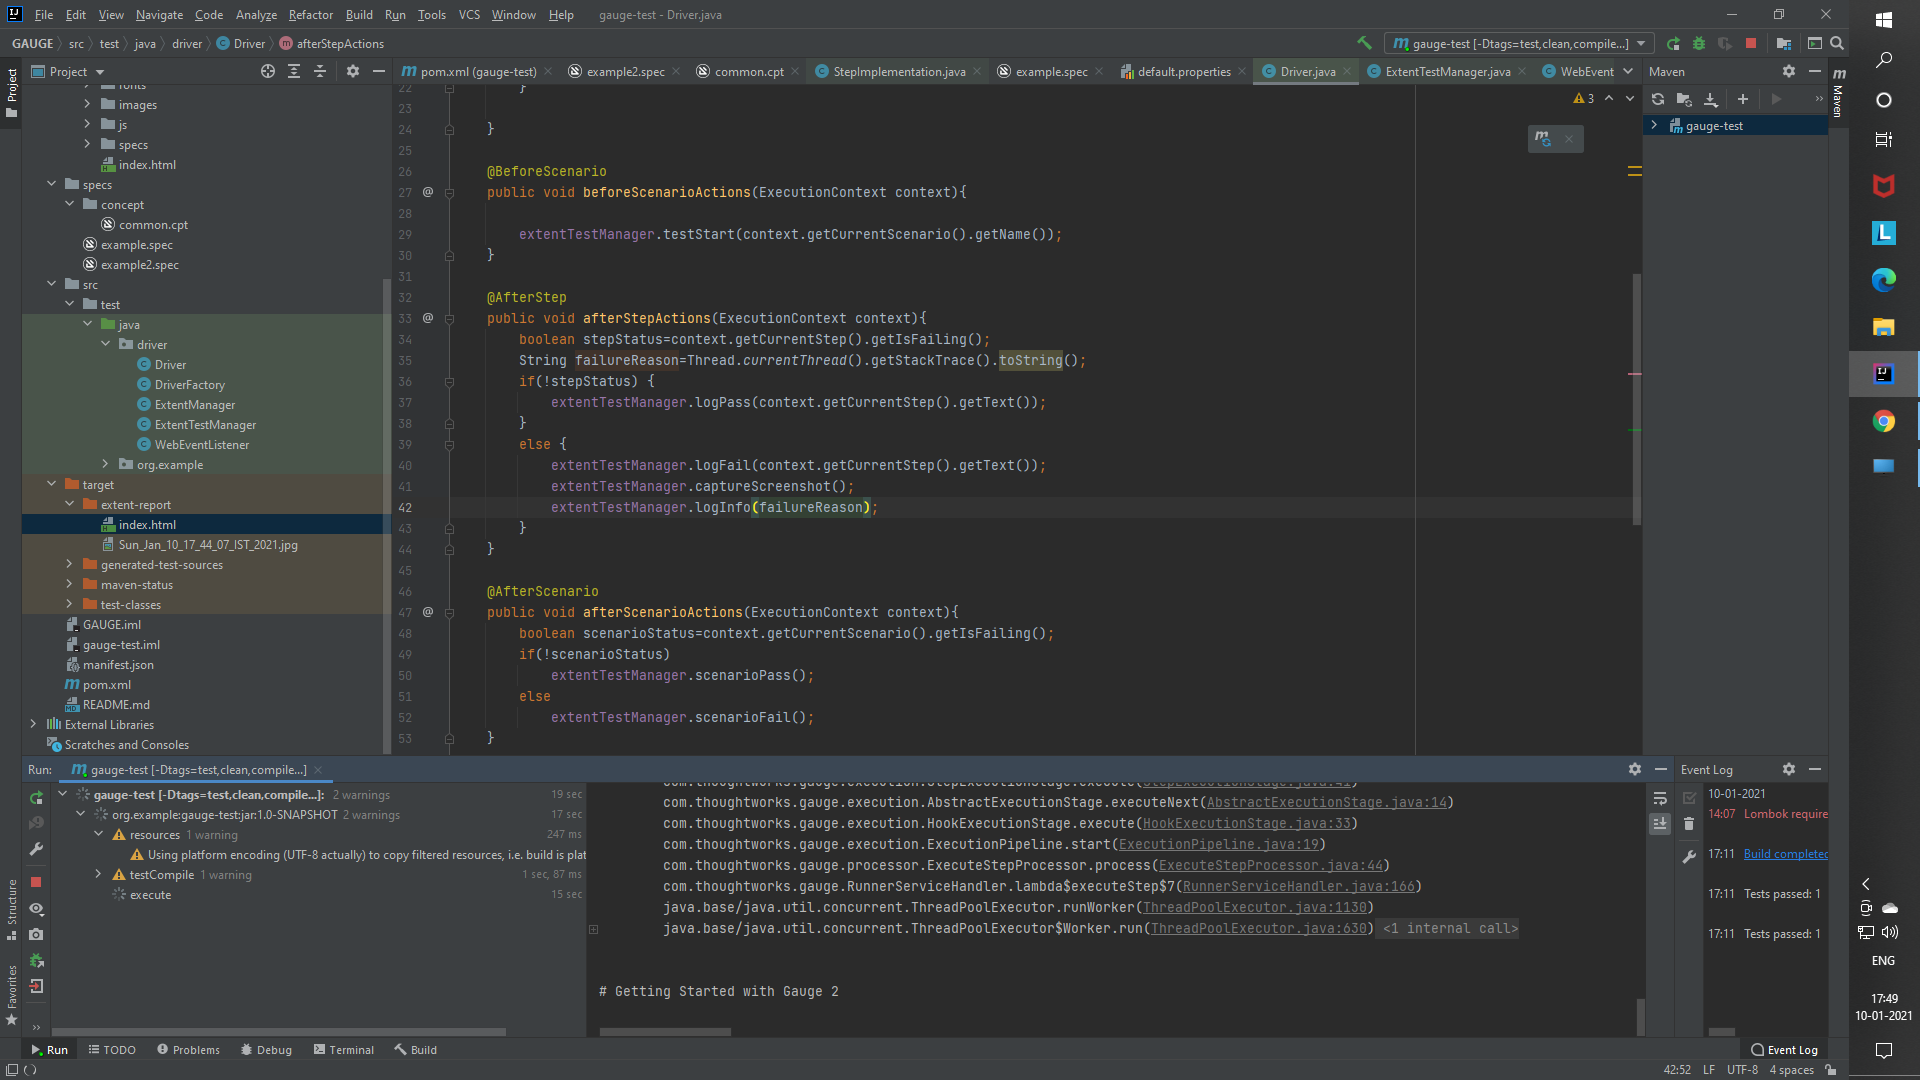 File Edit View Navigate Code Analyze Refactor Build Run Tools VCS Window Help gauge-test - Driver.java
GAUGE src test java driver Driver afterStepActions
gauge-test [-Dtags=test,clean,compile...]
Project
pom.xml (gauge-test) example2.spec common.cpt StepImplementation.java example.spec default.properties Driver.java ExtentTestManager.java WebEvent
Maven
Project
fonts
images
js
specs
index.html
specs
concept
common.cpt
example.spec
example2.spec
src
test
java
driver
Driver
DriverFactory
ExtentManager
ExtentTestManager
WebEventListener
org.example
target
extent-report
index.html
Sun_Jan_10_17_44_07_IST_2021.jpg
generated-test-sources
maven-status
test-classes
GAUGE.iml
gauge-test.iml
manifest.json
pom.xml
README.md
External Libraries
Scratches and Consoles
22 }
23
24 }
25
26 @BeforeScenario
27 @ public void beforeScenarioActions(ExecutionContext context){
28
29 extentTestManager.testStart(context.getCurrentScenario().getName());
30 }
31
32 @AfterStep
33 @ public void afterStepActions(ExecutionContext context){
34 boolean stepStatus=context.getCurrentStep().getIsFailing();
35 String failureReason=Thread.currentThread().getStackTrace().toString();
36 if(!stepStatus) {
37 extentTestManager.logPass(context.getCurrentStep().getText());
38 }
39 else {
40 extentTestManager.logFail(context.getCurrentStep().getText());
41 extentTestManager.captureScreenshot();
42 extentTestManager.logInfo(failureReason);
43 }
44 }
45
46 @AfterScenario
47 @ public void afterScenarioActions(ExecutionContext context){
48 boolean scenarioStatus=context.getCurrentScenario().getIsFailing();
49 if(!scenarioStatus)
50 extentTestManager.scenarioPass();
51 else
52 extentTestManager.scenarioFail();
53 }
3
gauge-test
Maven
Run: gauge-test [-Dtags=test,clean,compile...]
gauge-test [-Dtags=test,clean,compile...]: 2 warnings 19 sec
org.example:gauge-test:jar:1.0-SNAPSHOT 2 warnings 17 sec
resources 1 warning 247 ms
Using platform encoding (UTF-8 actually) to copy filtered resources, i.e. build is plat
testCompile 1 warning 1 sec, 87 ms
execute 15 sec
com.thoughtworks.gauge.execution.StepExecutionStage.execute(StepExecutionStage.java:41)
com.thoughtworks.gauge.execution.AbstractExecutionStage.executeNext(AbstractExecutionStage.java:14)
com.thoughtworks.gauge.execution.HookExecutionStage.execute(HookExecutionStage.java:33)
com.thoughtworks.gauge.execution.ExecutionPipeline.start(ExecutionPipeline.java:19)
com.thoughtworks.gauge.processor.ExecuteStepProcessor.process(ExecuteStepProcessor.java:44)
com.thoughtworks.gauge.RunnerServiceHandler.lambda$executeStep$7(RunnerServiceHandler.java:166)
java.base/java.util.concurrent.ThreadPoolExecutor.runWorker(ThreadPoolExecutor.java:1130)
java.base/java.util.concurrent.ThreadPoolExecutor$Worker.run(ThreadPoolExecutor.java:630) <1 internal call>
# Getting Started with Gauge 2
Event Log
10-01-2021
14:07 Lombok require
17:11 Build completed
17:11 Tests passed: 1
17:11 Tests passed: 1
Structure
Favorites
Run TODO Problems Debug Terminal Build Event Log
42:52 LF UTF-8 4 spaces
ENG
17:49
10-01-2021